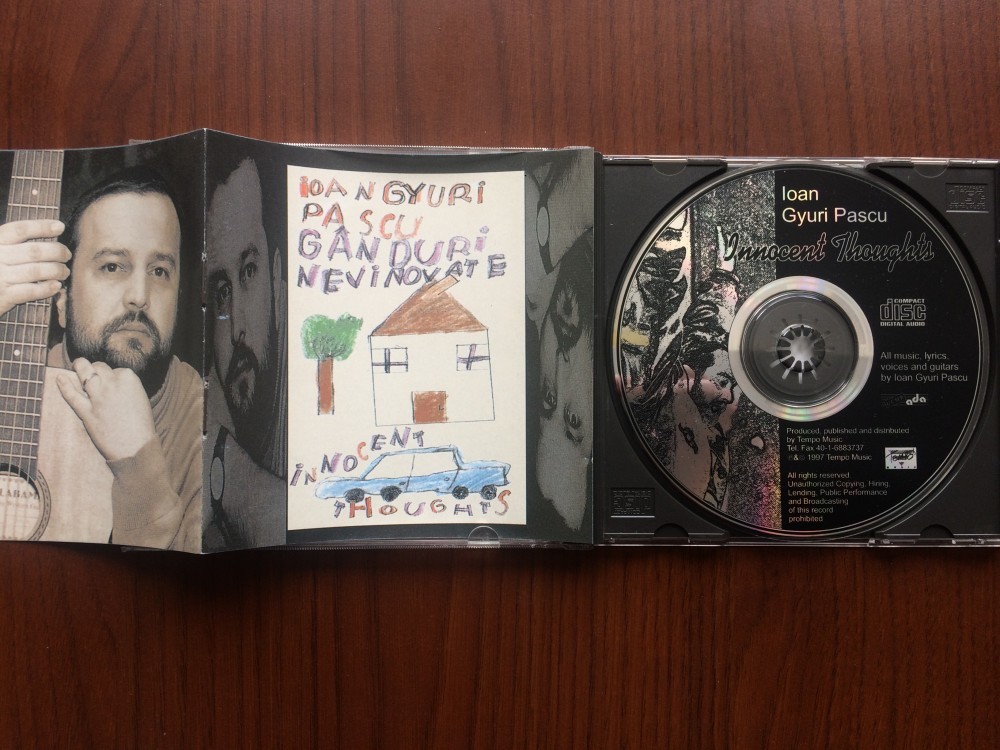 IOAN GYURI
PASCU
GÂNDURI
NEVINOVATE
INNOCENT
THOUGHTS
Ioan
Gyuri Pascu
Innocent Thoughts
COMPACT
disc
DIGITAL AUDIO
All music, lyrics,
voices and guitars
by Ioan Gyuri Pascu
ada
Produced, published and distributed
by Tempo Music
Tel. Fax 40-1-6883737
℗&© 1997 Tempo Music
All rights reserved.
Unauthorized Copying, Hiring,
Lending, Public Performance
and Broadcasting
of this record
prohibited